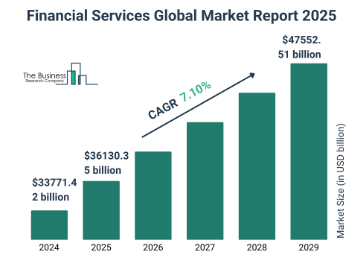 Financial Services Global Market Report 2025
The Business
Research Company
$47552.
51 billion
CAGR 7.10%
$36130.3
5 billion
$33771.4
2 billion
Market Size (in USD billion)
2024 2025 2026 2027 2028 2029